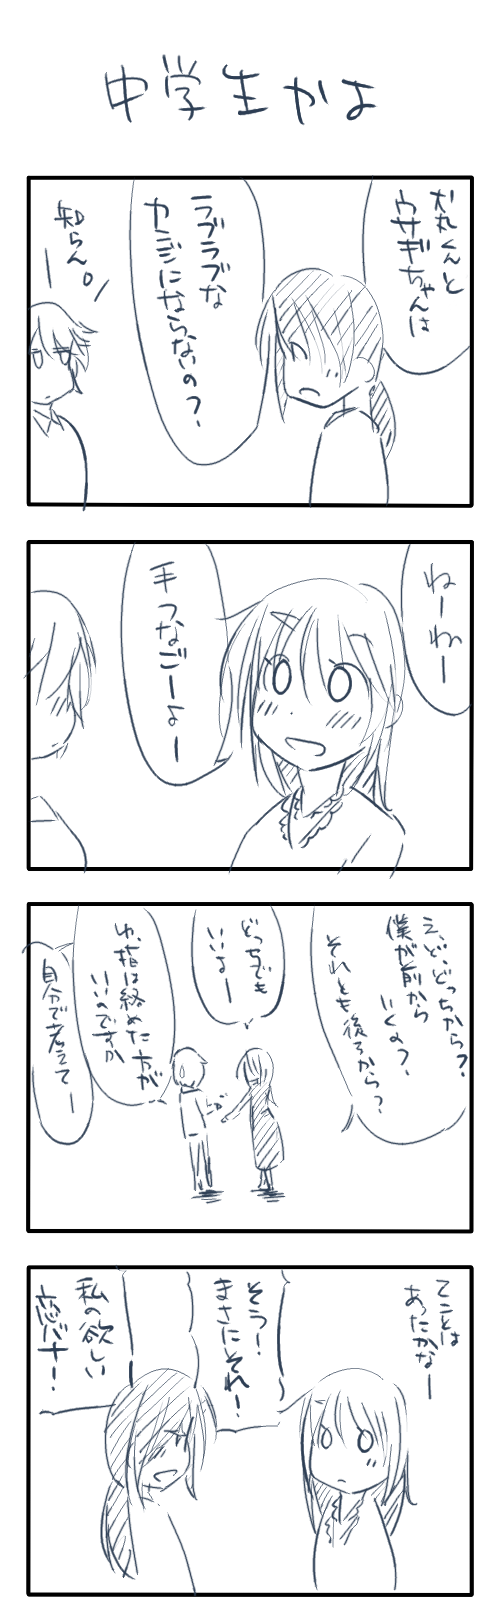 中学生かよ
犬丸くんと
ウサギちゃんは
ラブラブな
カンジにならないの?
知らん。
ねーねー
手つなごーよー
え、ど、どっちから?
僕が前から
いくの?
それとも後ろから?
どっちでも
いいよー
ゆ、指は絡めた方が
いいのですか
自分で考えてー
てことは
あったかなー
そう!
まさにそれ!
私の欲しい
恋バナ!